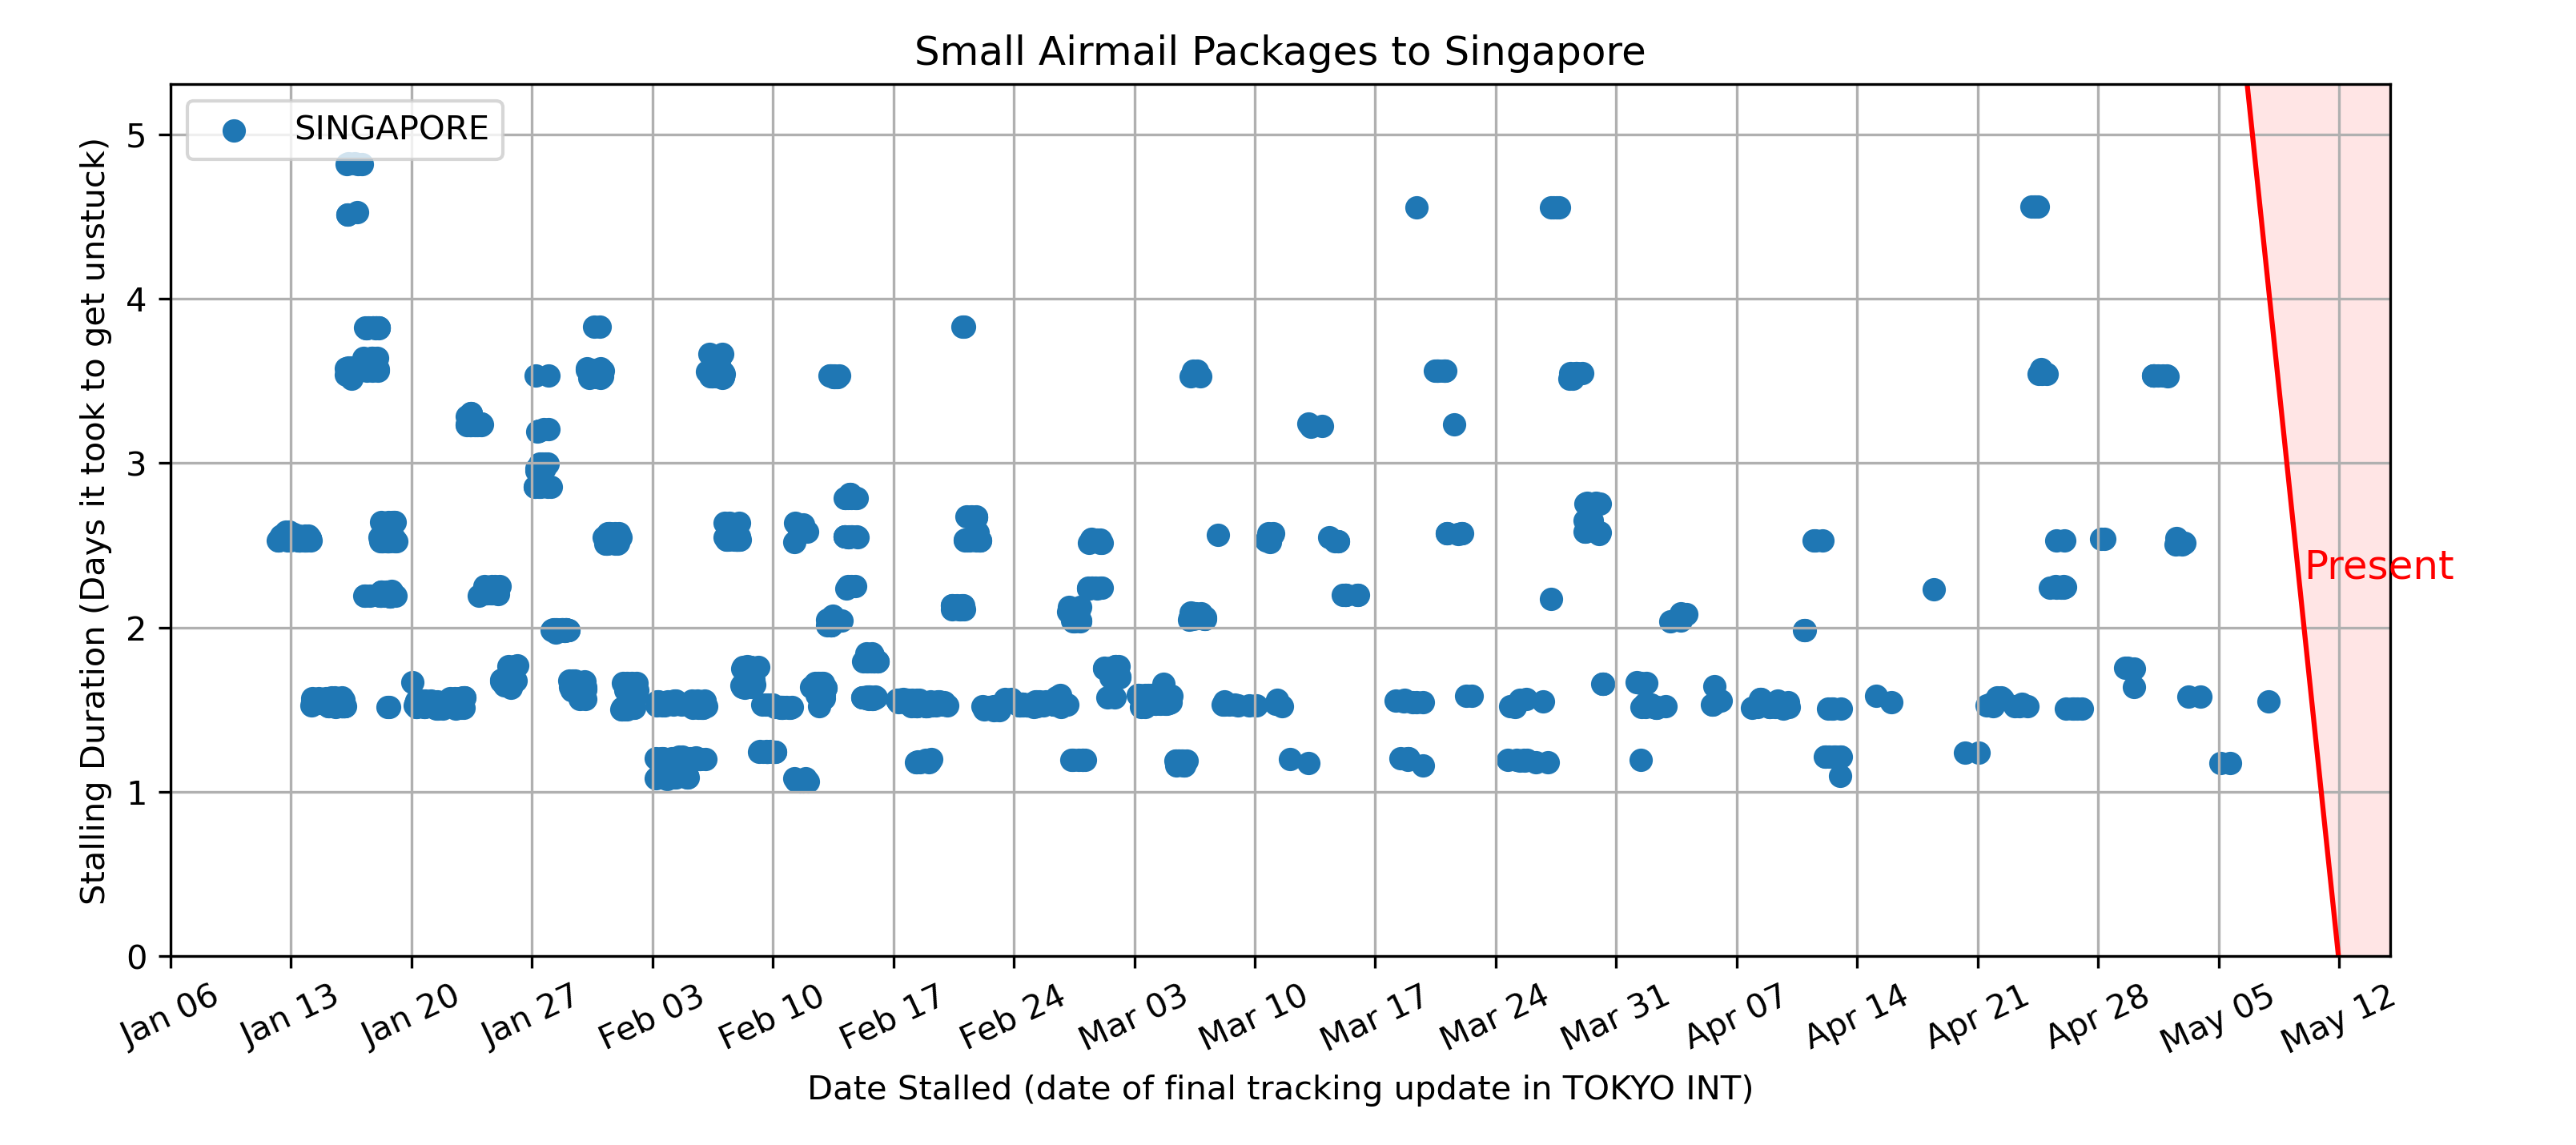 Small Airmail Packages to Singapore
SINGAPORE
Stalling Duration (Days it took to get unstuck)
5
4
3
2
1
0
Present
Jan 06
Jan 13
Jan 20
Jan 27
Feb 03
Feb 10
Feb 17
Feb 24
Mar 03
Mar 10
Mar 17
Mar 24
Mar 31
Apr 07
Apr 14
Apr 21
Apr 28
May 05
May 12
Date Stalled (date of final tracking update in TOKYO INT)